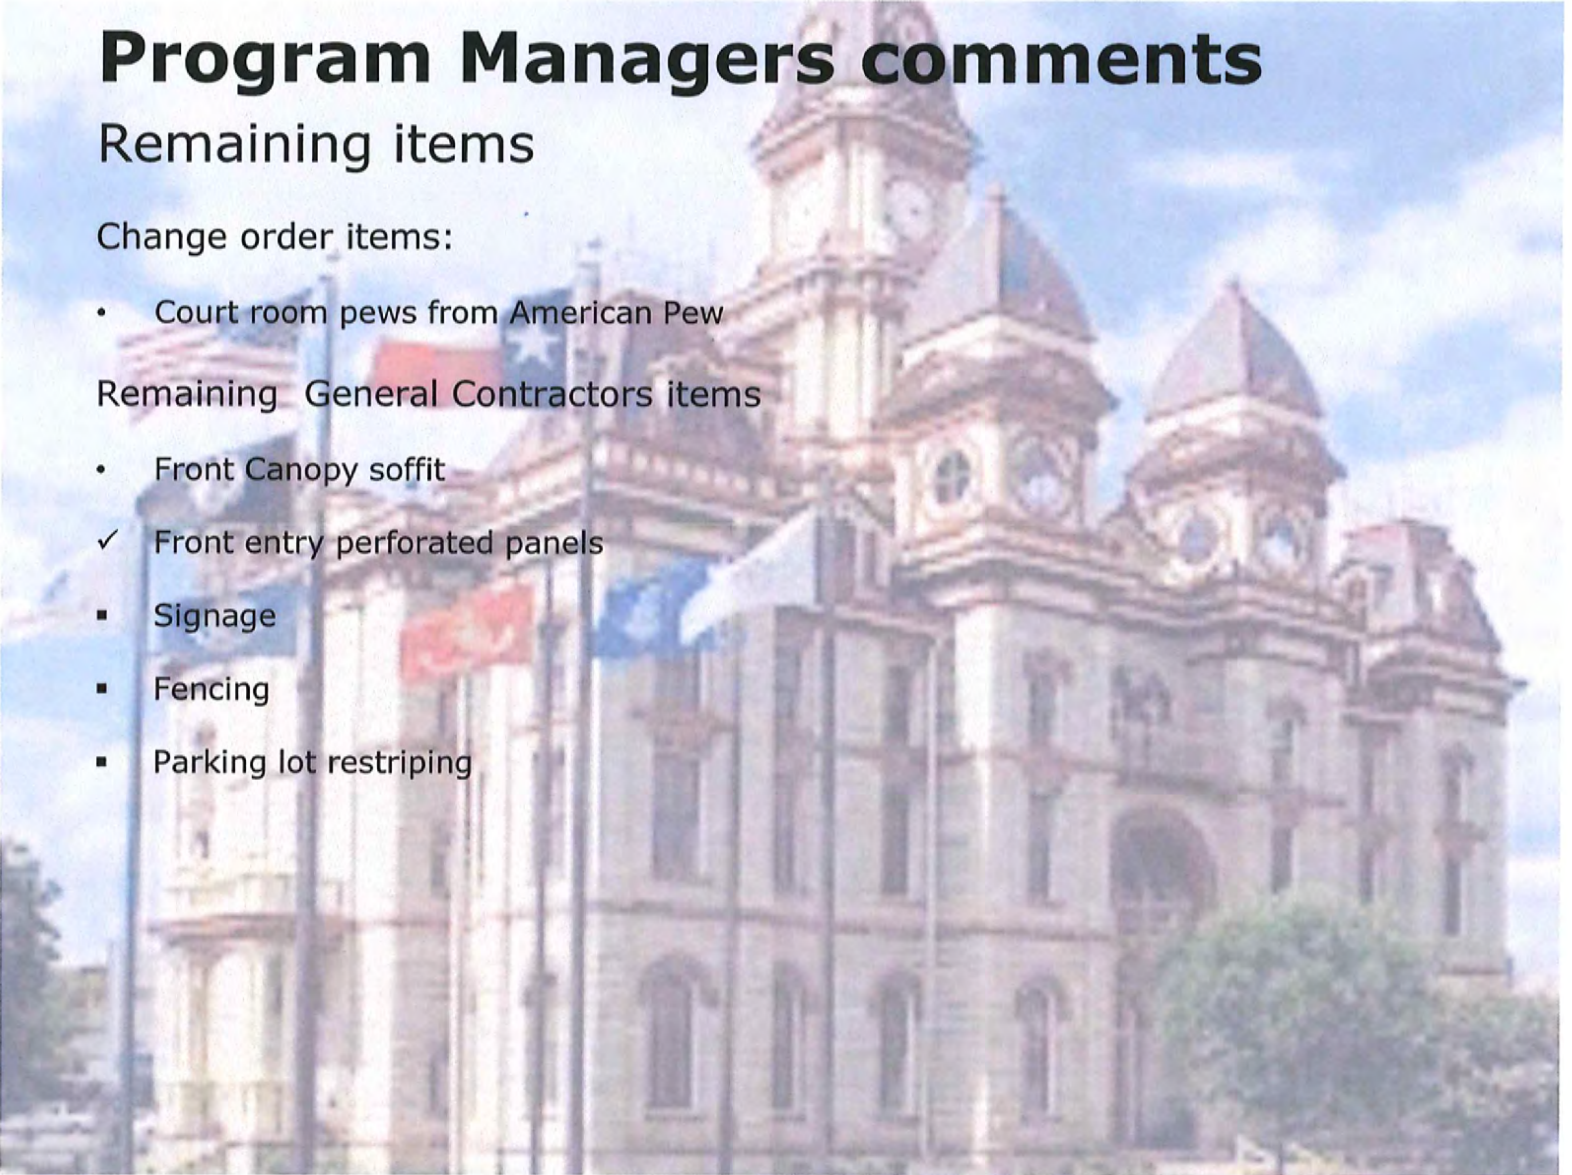 Program Managers comments
Remaining items
Change order items:
• Court room pews from American Pew
Remaining  General Contractors items
• Front Canopy soffit
✓ Front entry perforated panels
▪ Signage
▪ Fencing
▪ Parking lot restriping